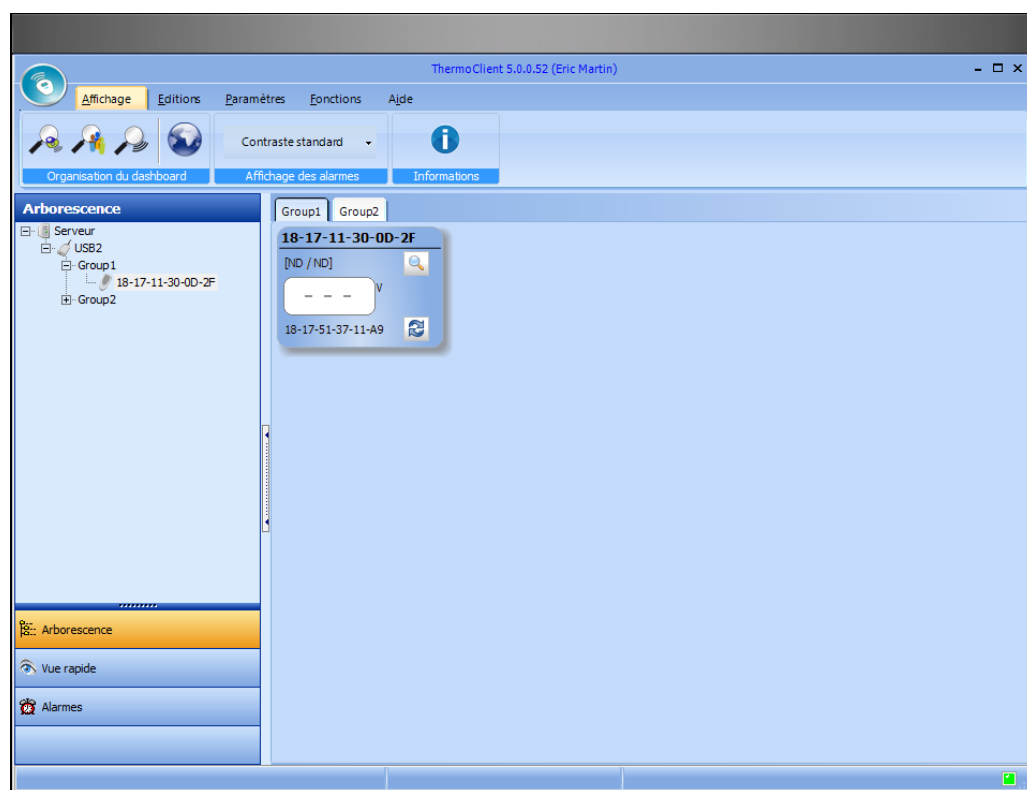 ThermoClient 5.0.0.52 (Eric Martin)
Affichage Editions Paramètres Fonctions Aide
Contraste standard
Organisation du dashboard Affichage des alarmes Informations
Arborescence
Serveur
USB2
Group1
18-17-11-30-0D-2F
Group2
Group1 Group2
18-17-11-30-0D-2F
[ND / ND]
- - - V
18-17-51-37-11-A9
Arborescence
Vue rapide
Alarmes